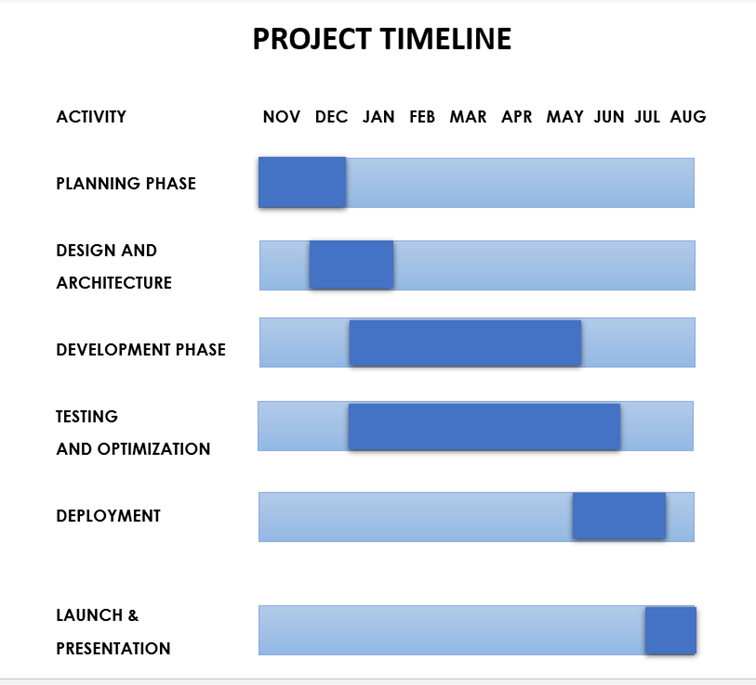 PROJECT TIMELINE
ACTIVITY NOV DEC JAN FEB MAR APR MAY JUN JUL AUG
PLANNING PHASE
DESIGN AND
ARCHITECTURE
DEVELOPMENT PHASE
TESTING
AND OPTIMIZATION
DEPLOYMENT
LAUNCH &
PRESENTATION